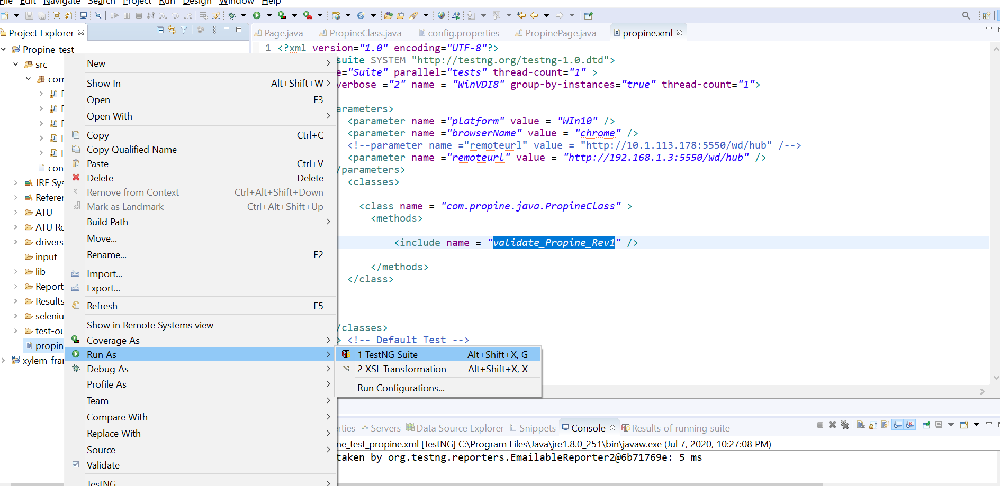 File Edit Navigate Search Project Run Design Window Help
Project Explorer
Page.java PropineClass.java config.properties PropinePage.java propine.xml
Propine_test
src
com
con
JRE Sys
Referer
ATU
ATU Re
drivers
input
lib
Report
Results
seleniu
test-ou
propin
xylem_fra
New
Show In Alt+Shift+W
Open F3
Open With
Copy Ctrl+C
Copy Qualified Name
Paste Ctrl+V
Delete Delete
Remove from Context Ctrl+Alt+Shift+Down
Mark as Landmark Ctrl+Alt+Shift+Up
Build Path
Move...
Rename... F2
Import...
Export...
Refresh F5
Show in Remote Systems view
Coverage As
Run As
Debug As
Profile As
Team
Compare With
Replace With
Source
Validate
TestNG
1 TestNG Suite Alt+Shift+X, G
2 XSL Transformation Alt+Shift+X, X
Run Configurations...
1 <?xml version="1.0" encoding="UTF-8"?>
suite SYSTEM "http://testng.org/testng-1.0.dtd">
e="Suite" parallel="tests" thread-count="1" >
verbose ="2" name = "WinVDI8" group-by-instances="true" thread-count="1">
arameters>
<parameter name ="platform" value = "WIn10" />
<parameter name ="browserName" value = "chrome" />
<!--parameter name ="remoteurl" value = "http://10.1.113.178:5550/wd/hub" /-->
<parameter name ="remoteurl" value = "http://192.168.1.3:5550/wd/hub" />
/parameters>
<classes>
<class name = "com.propine.java.PropineClass" >
<methods>
<include name = "validate_Propine_Rev1" />
</methods>
</class>
/classes>
> <!-- Default Test -->
rties Servers Data Source Explorer Snippets Console Results of running suite
ne_test_propine.xml [TestNG] C:\Program Files\Java\jre1.8.0_251\bin\javaw.exe (Jul 7, 2020, 10:27:08 PM)
taken by org.testng.reporters.EmailableReporter2@6b71769e: 5 ms